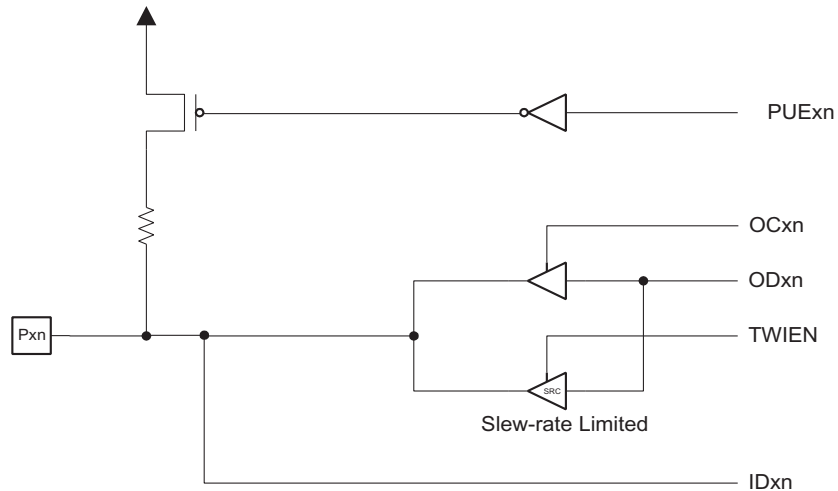 PUExn
OCxn
ODxn
Pxn
TWIEN
SRC
Slew-rate Limited
IDxn